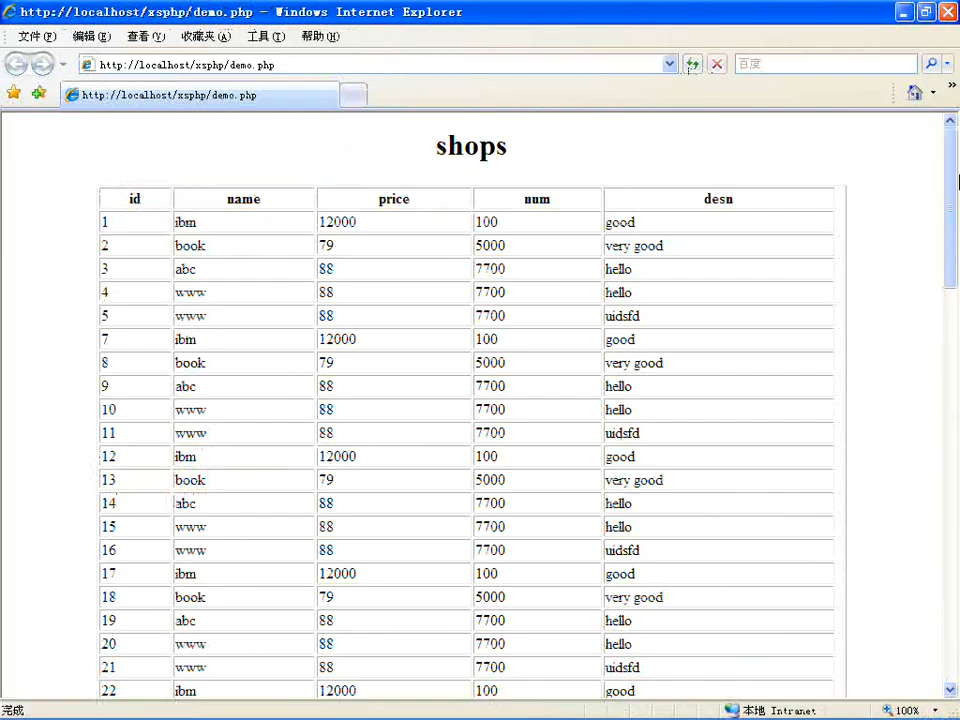 http://localhost/xsphp/demo.php - Windows Internet Explorer
文件(F) 编辑(E) 查看(V) 收藏夹(A) 工具(T) 帮助(H)
http://localhost/xsphp/demo.php 百度
http://localhost/xsphp/demo.php
shops
id name price num desn
1 ibm 12000 100 good
2 book 79 5000 very good
3 abc 88 7700 hello
4 www 88 7700 hello
5 www 88 7700 uidsfd
7 ibm 12000 100 good
8 book 79 5000 very good
9 abc 88 7700 hello
10 www 88 7700 hello
11 www 88 7700 uidsfd
12 ibm 12000 100 good
13 book 79 5000 very good
14 abc 88 7700 hello
15 www 88 7700 hello
16 www 88 7700 uidsfd
17 ibm 12000 100 good
18 book 79 5000 very good
19 abc 88 7700 hello
20 www 88 7700 hello
21 www 88 7700 uidsfd
22 ibm 12000 100 good
完成 本地 Intranet 100%